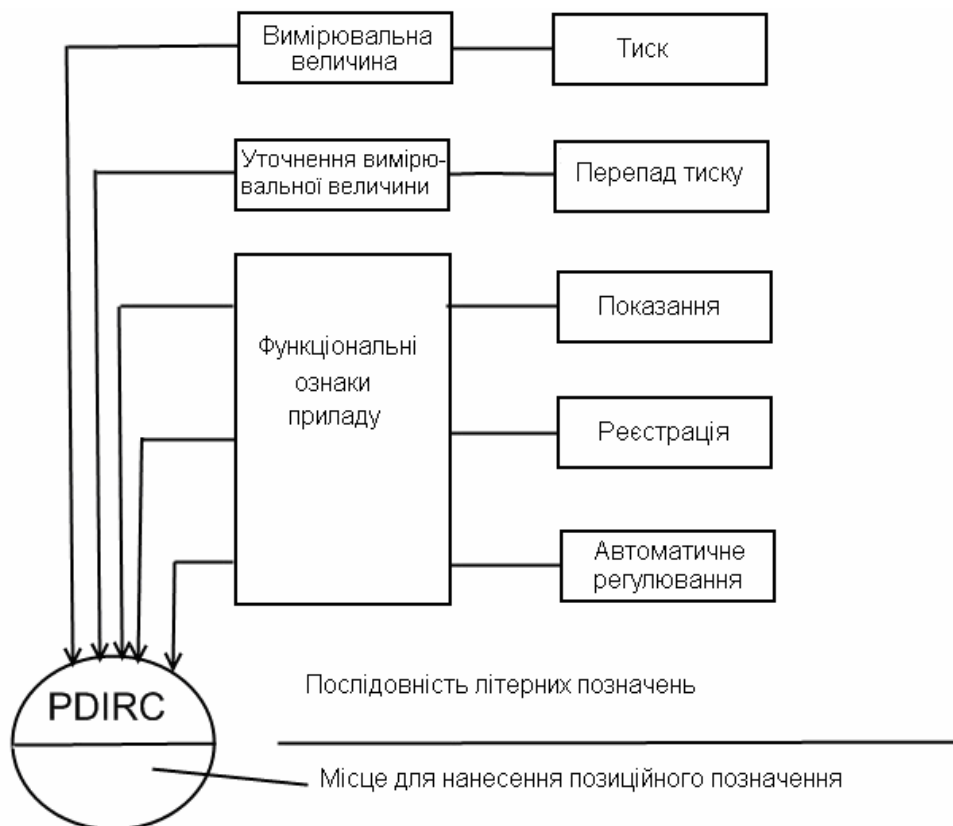 Вимірювальна
величина
Тиск
Уточнення вимірю-
вальної величини
Перепад тиску
Функціональні
ознаки
приладу
Показання
Реєстрація
Автоматичне
регулювання
PDIRC
Послідовність літерних позначень
Місце для нанесення позиційного позначення